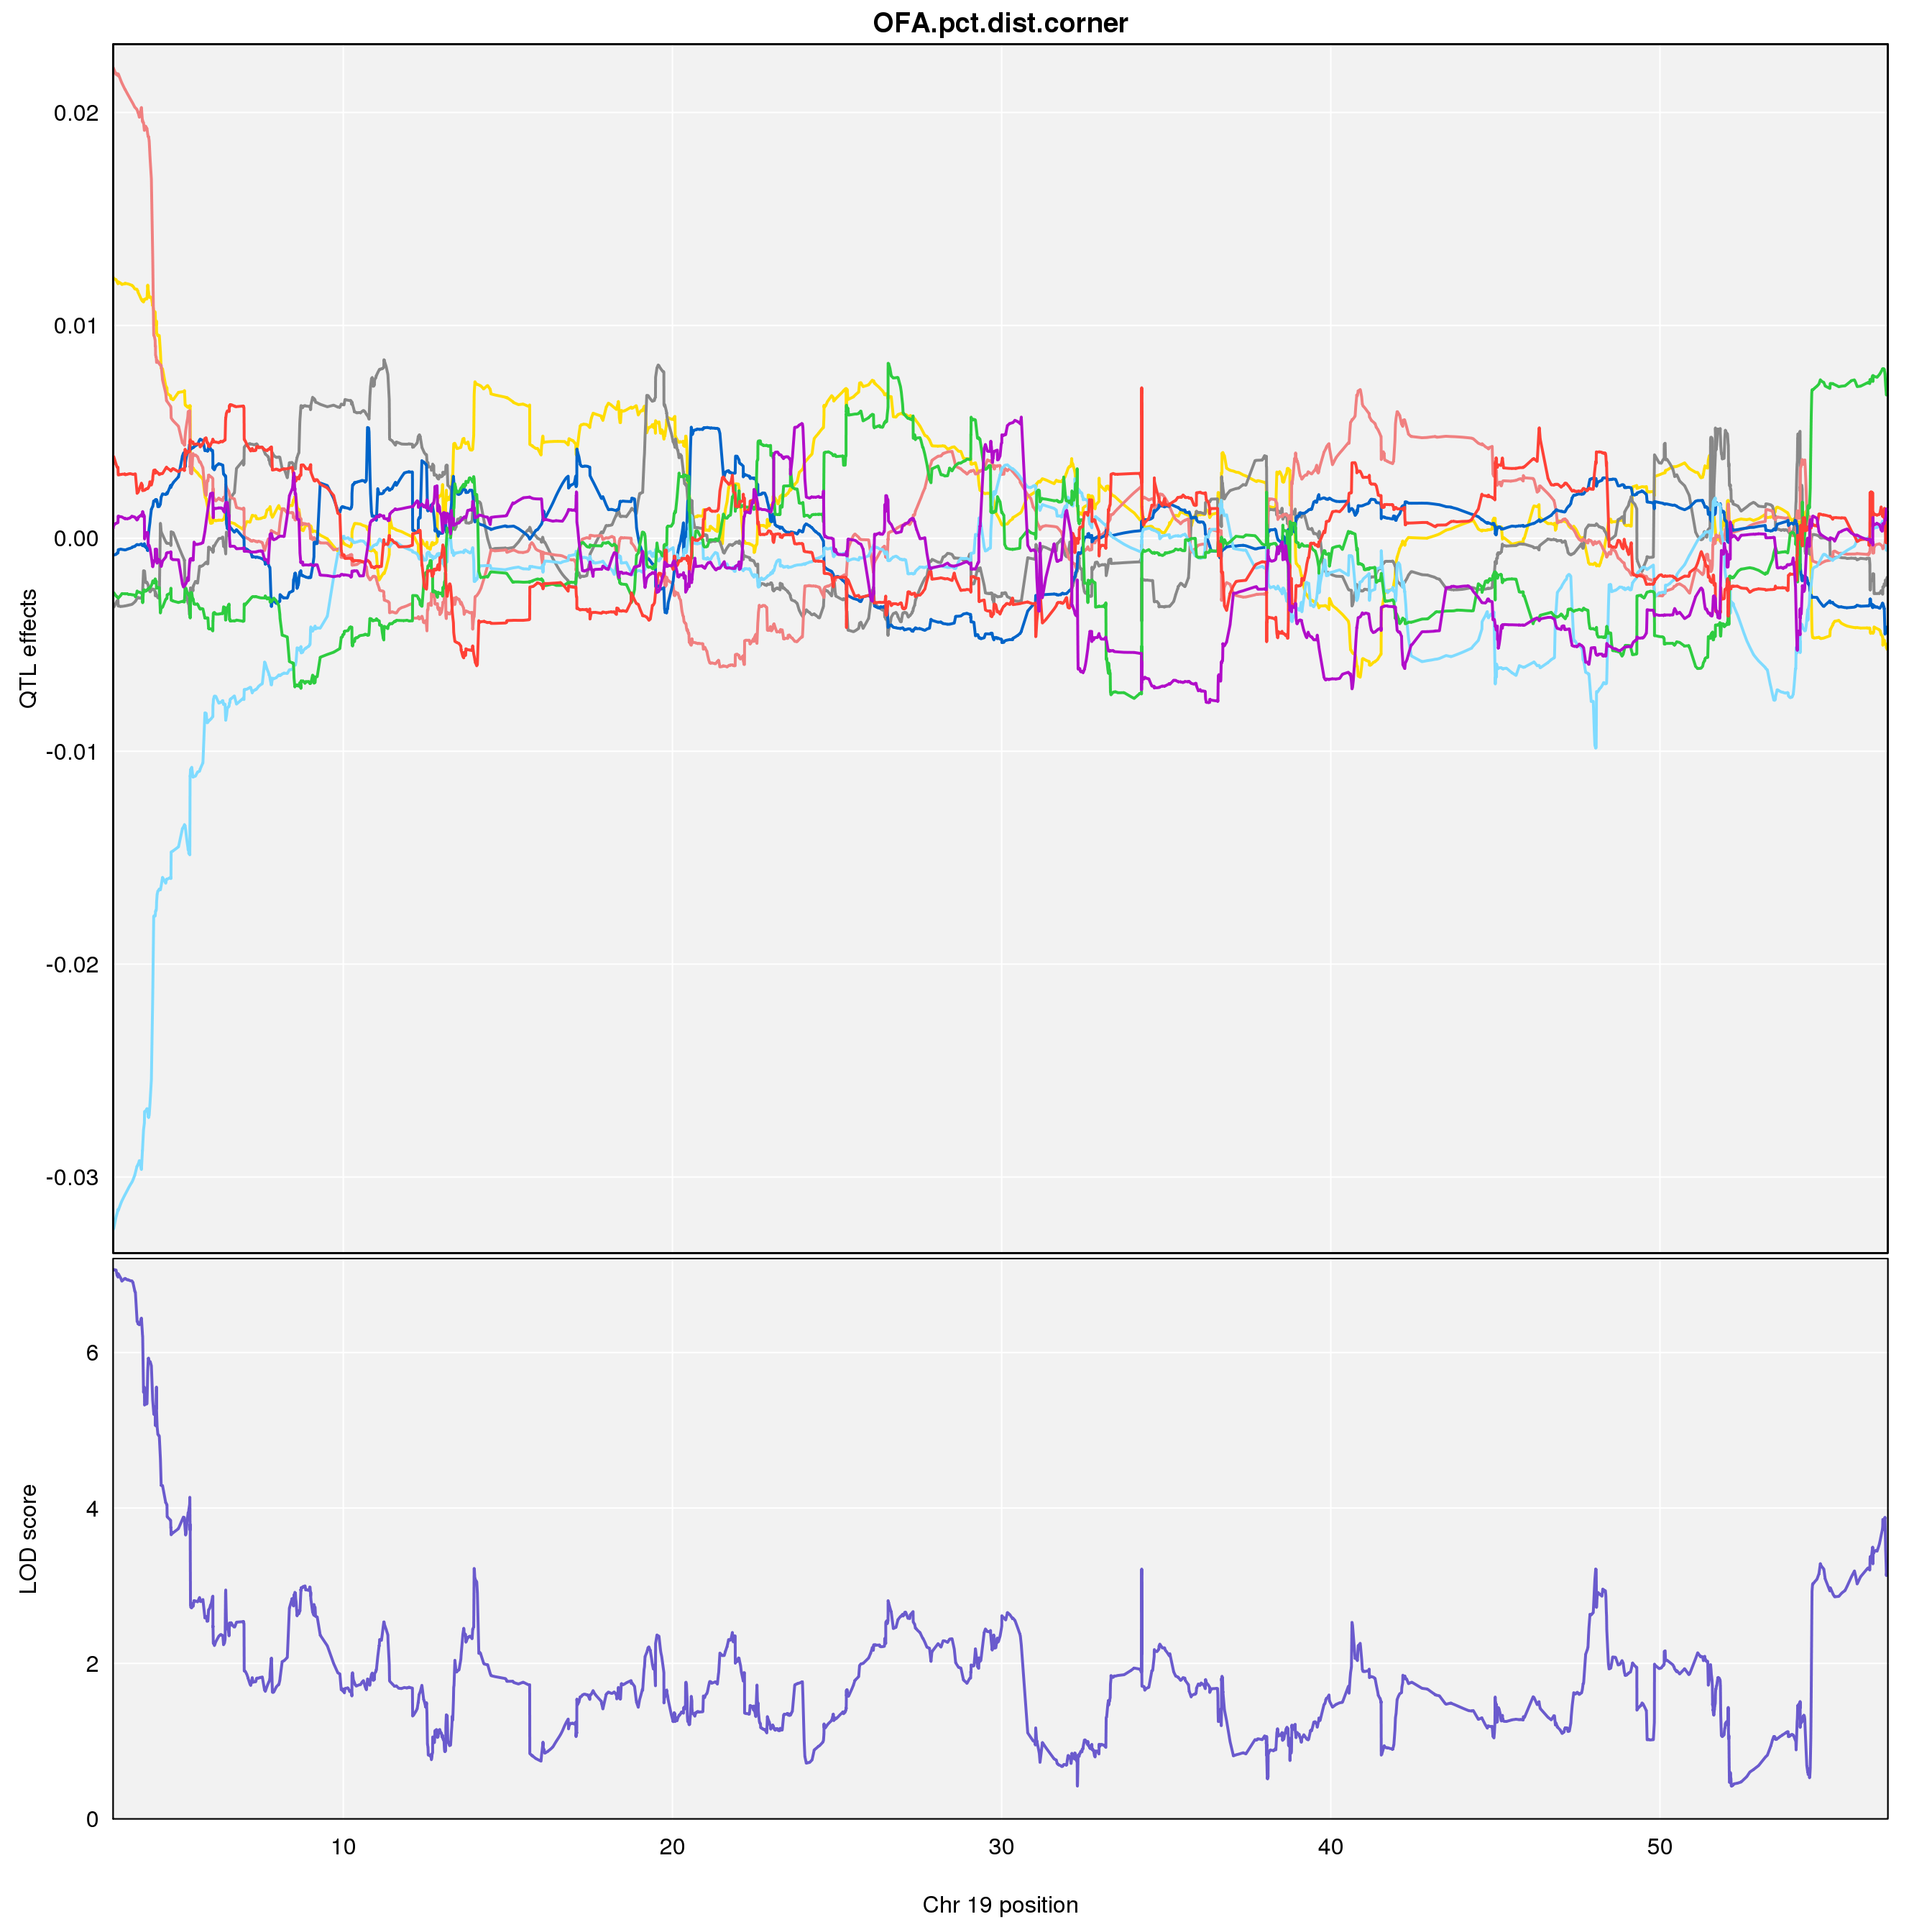 OFA.pct.dist.corner
0.02
0.01
0.00
-0.01
-0.02
-0.03
QTL effects
6
4
2
0
LOD score
10 20 30 40 50
Chr 19 position